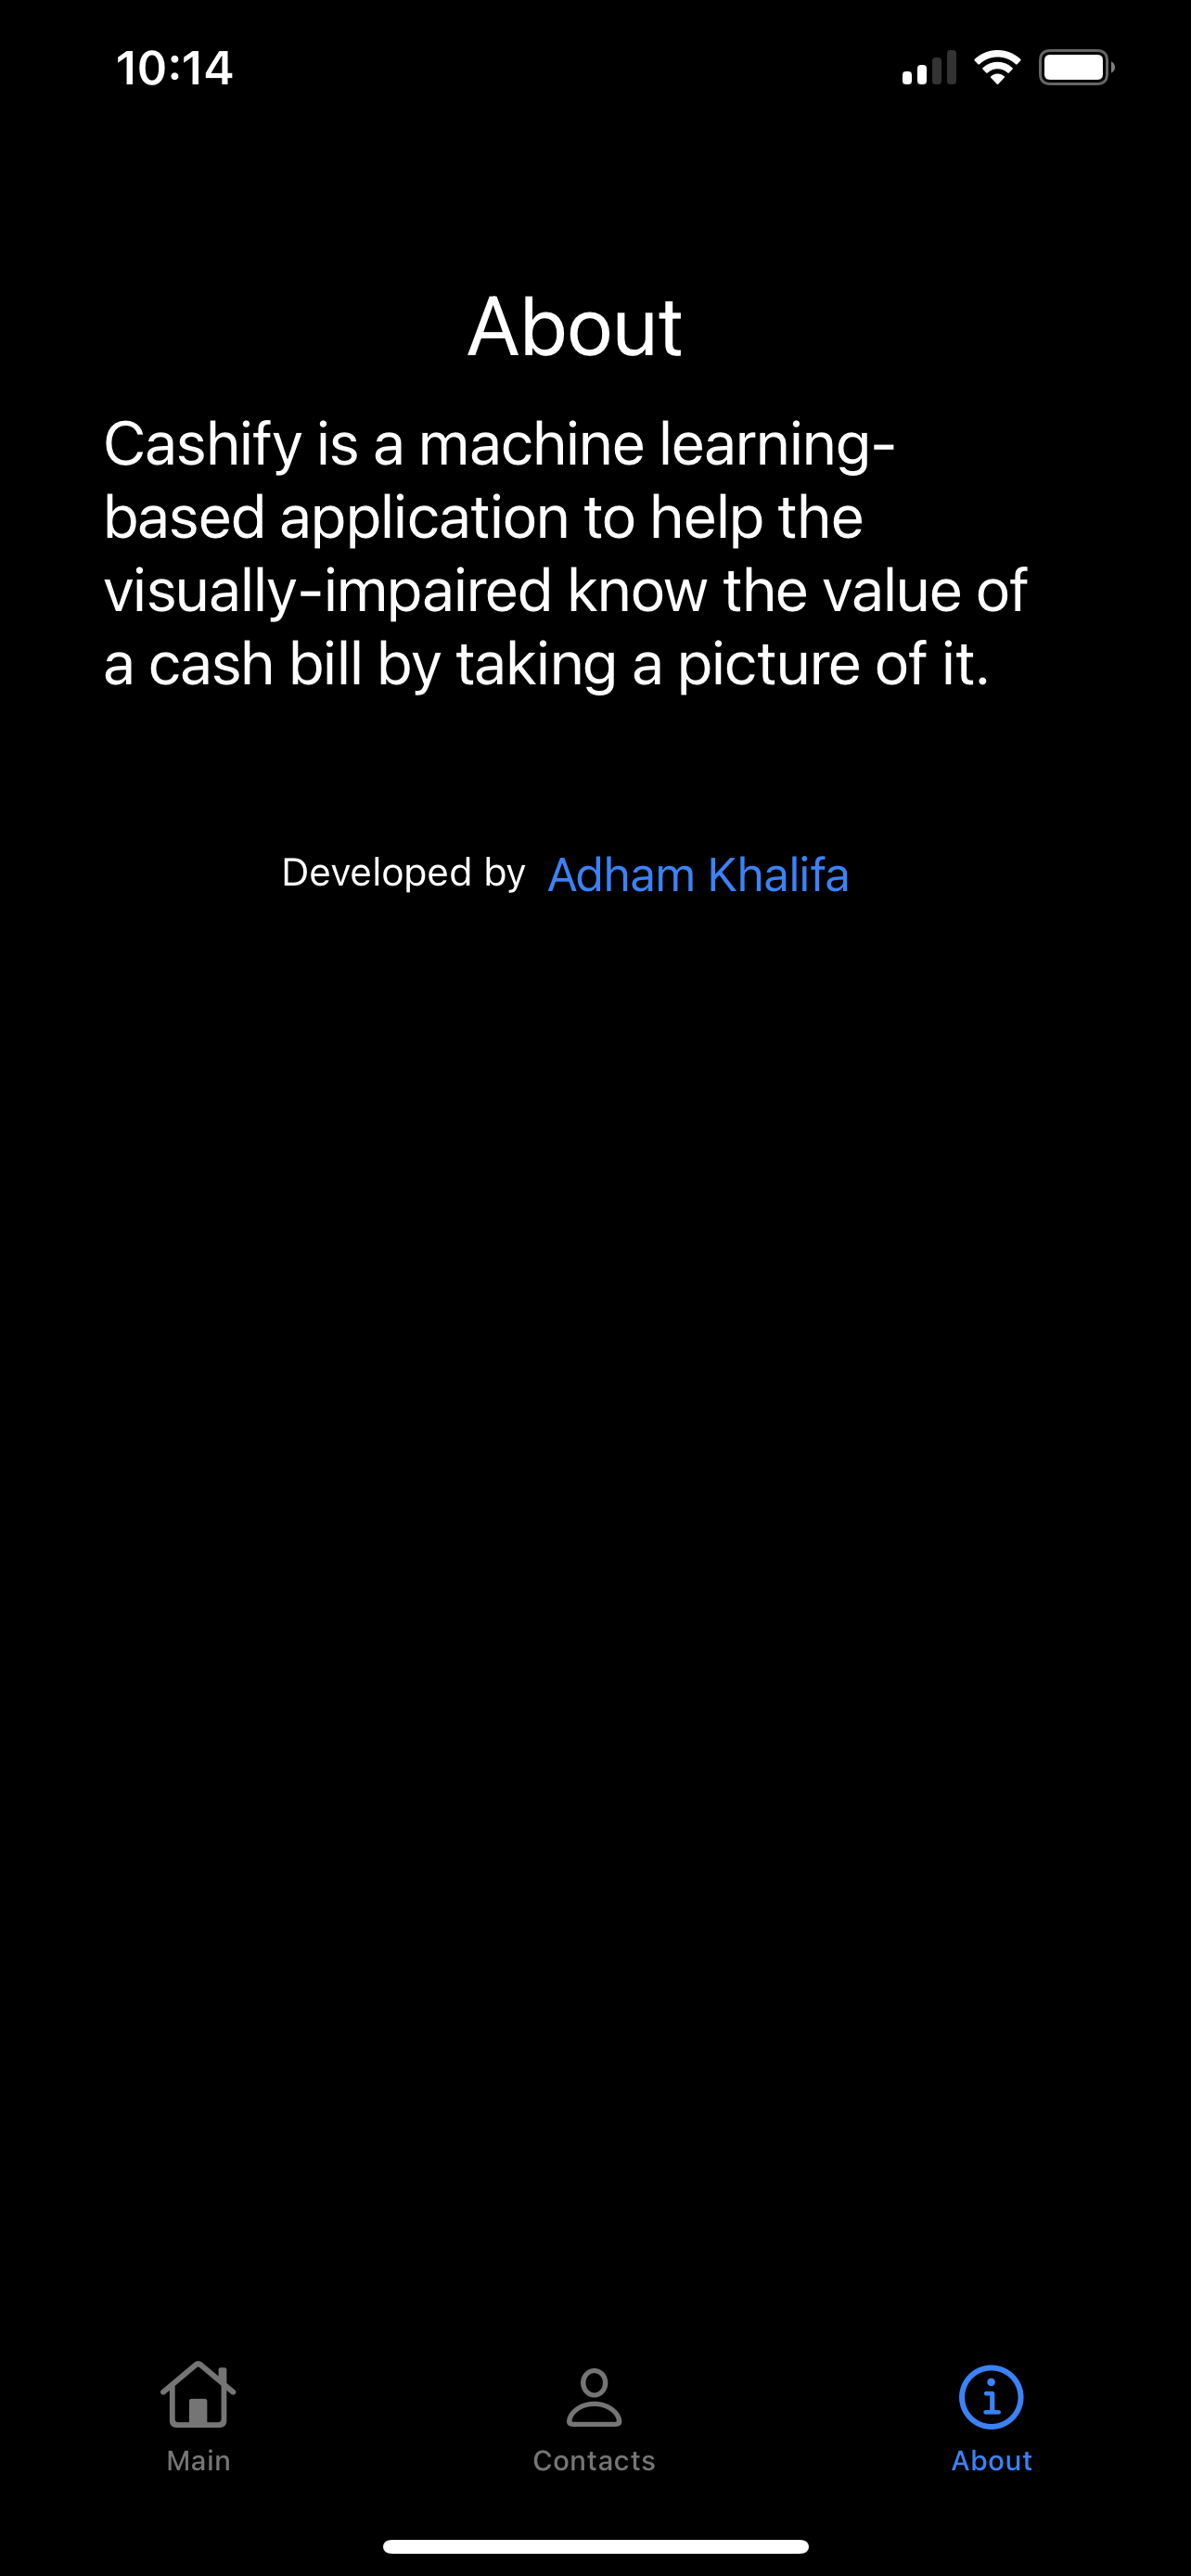 10:14
About
Cashify is a machine learning-
based application to help the
visually-impaired know the value of
a cash bill by taking a picture of it.
Developed by Adham Khalifa
Main Contacts About